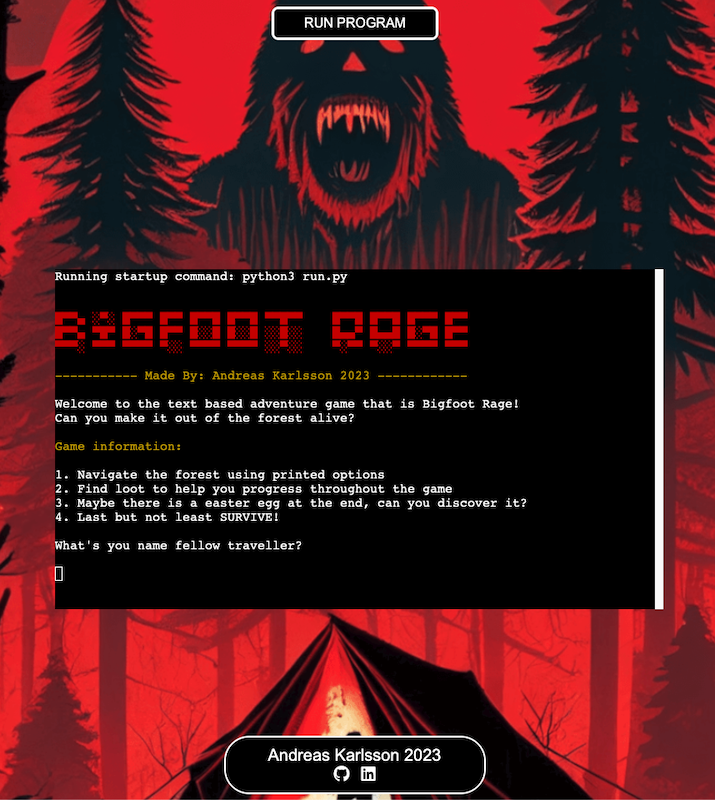 RUN PROGRAM
Running startup command: python3 run.py
BIGFOOT RAGE
----------- Made By: Andreas Karlsson 2023 ------------
Welcome to the text based adventure game that is Bigfoot Rage!
Can you make it out of the forest alive?
Game information:
1. Navigate the forest using printed options
2. Find loot to help you progress throughout the game
3. Maybe there is a easter egg at the end, can you discover it?
4. Last but not least SURVIVE!
What's you name fellow traveller?
Andreas Karlsson 2023
in